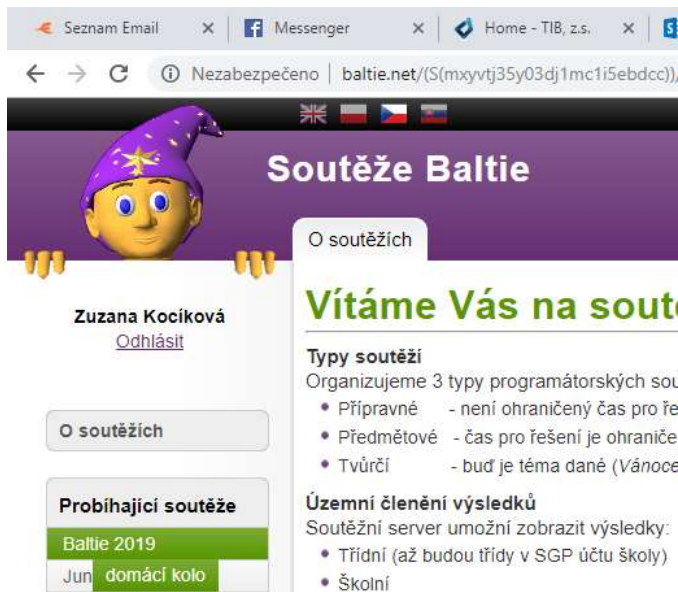 Seznam Email
Messenger
Home - TIB, z.s.
Nezabezpečeno | baltie.net/(S(mxyvtj35y03dj1mc1i5ebdcc))/
Soutěže Baltie
O soutěžích
Zuzana Kocíková
Odhlásit
O soutěžích
Probíhající soutěže
Baltie 2019
Jun
domácí kolo
Vítáme Vás na sout
Typy soutěží
Organizujeme 3 typy programátorských sou
Přípravné - není ohraničený čas pro ře
Předmětové - čas pro řešení je ohraniče
Tvůrčí - buď je téma dané (Vánoce
Územní členění výsledků
Soutěžní server umožní zobrazit výsledky:
Třídní (až budou třídy v SGP účtu školy)
Školní